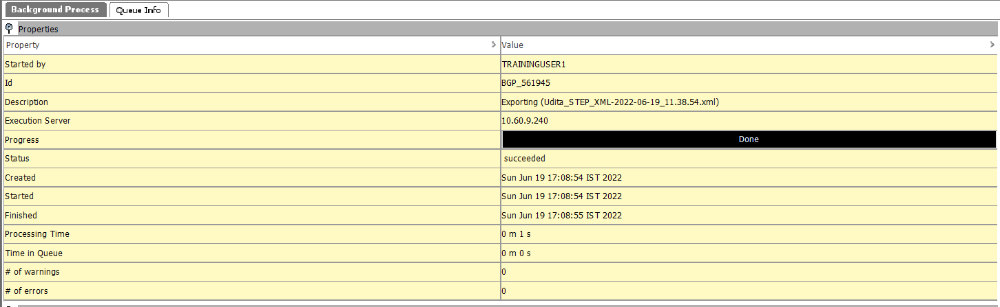 Background Process Queue Info
Properties
Property Value
Started by TRAININGUSER1
Id BGP_561945
Description Exporting (Udita_STEP_XML-2022-06-19_11.38.54.xml)
Execution Server 10.60.9.240
Progress Done
Status succeeded
Created Sun Jun 19 17:08:54 IST 2022
Started Sun Jun 19 17:08:54 IST 2022
Finished Sun Jun 19 17:08:55 IST 2022
Processing Time 0 m 1 s
Time in Queue 0 m 0 s
# of warnings 0
# of errors 0